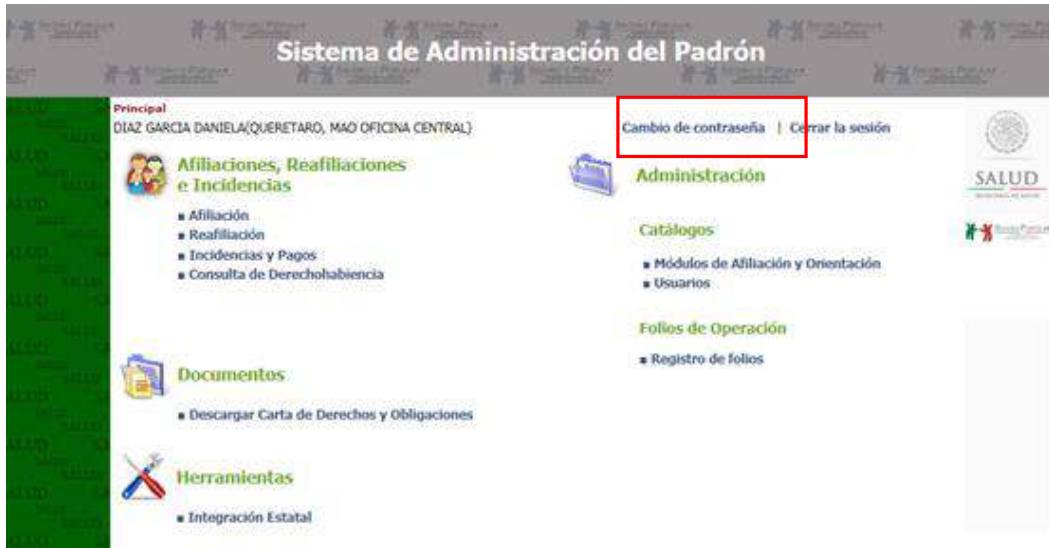 Sistema de Administración del Padrón
Principal
DIAZ GARCIA DANIELA(QUERETARO, MAO OFICINA CENTRAL)
Cambio de contraseña | Cerrar la sesión
Afiliaciones, Reafiliaciones
e Incidencias
Afiliación
Reafiliación
Incidencias y Pagos
Consulta de Derechohabiencia
Documentos
Descargar Carta de Derechos y Obligaciones
Herramientas
Integración Estatal
Administración
Catálogos
Módulos de Afiliación y Orientación
Usuarios
Folios de Operación
Registro de folios
SALUD